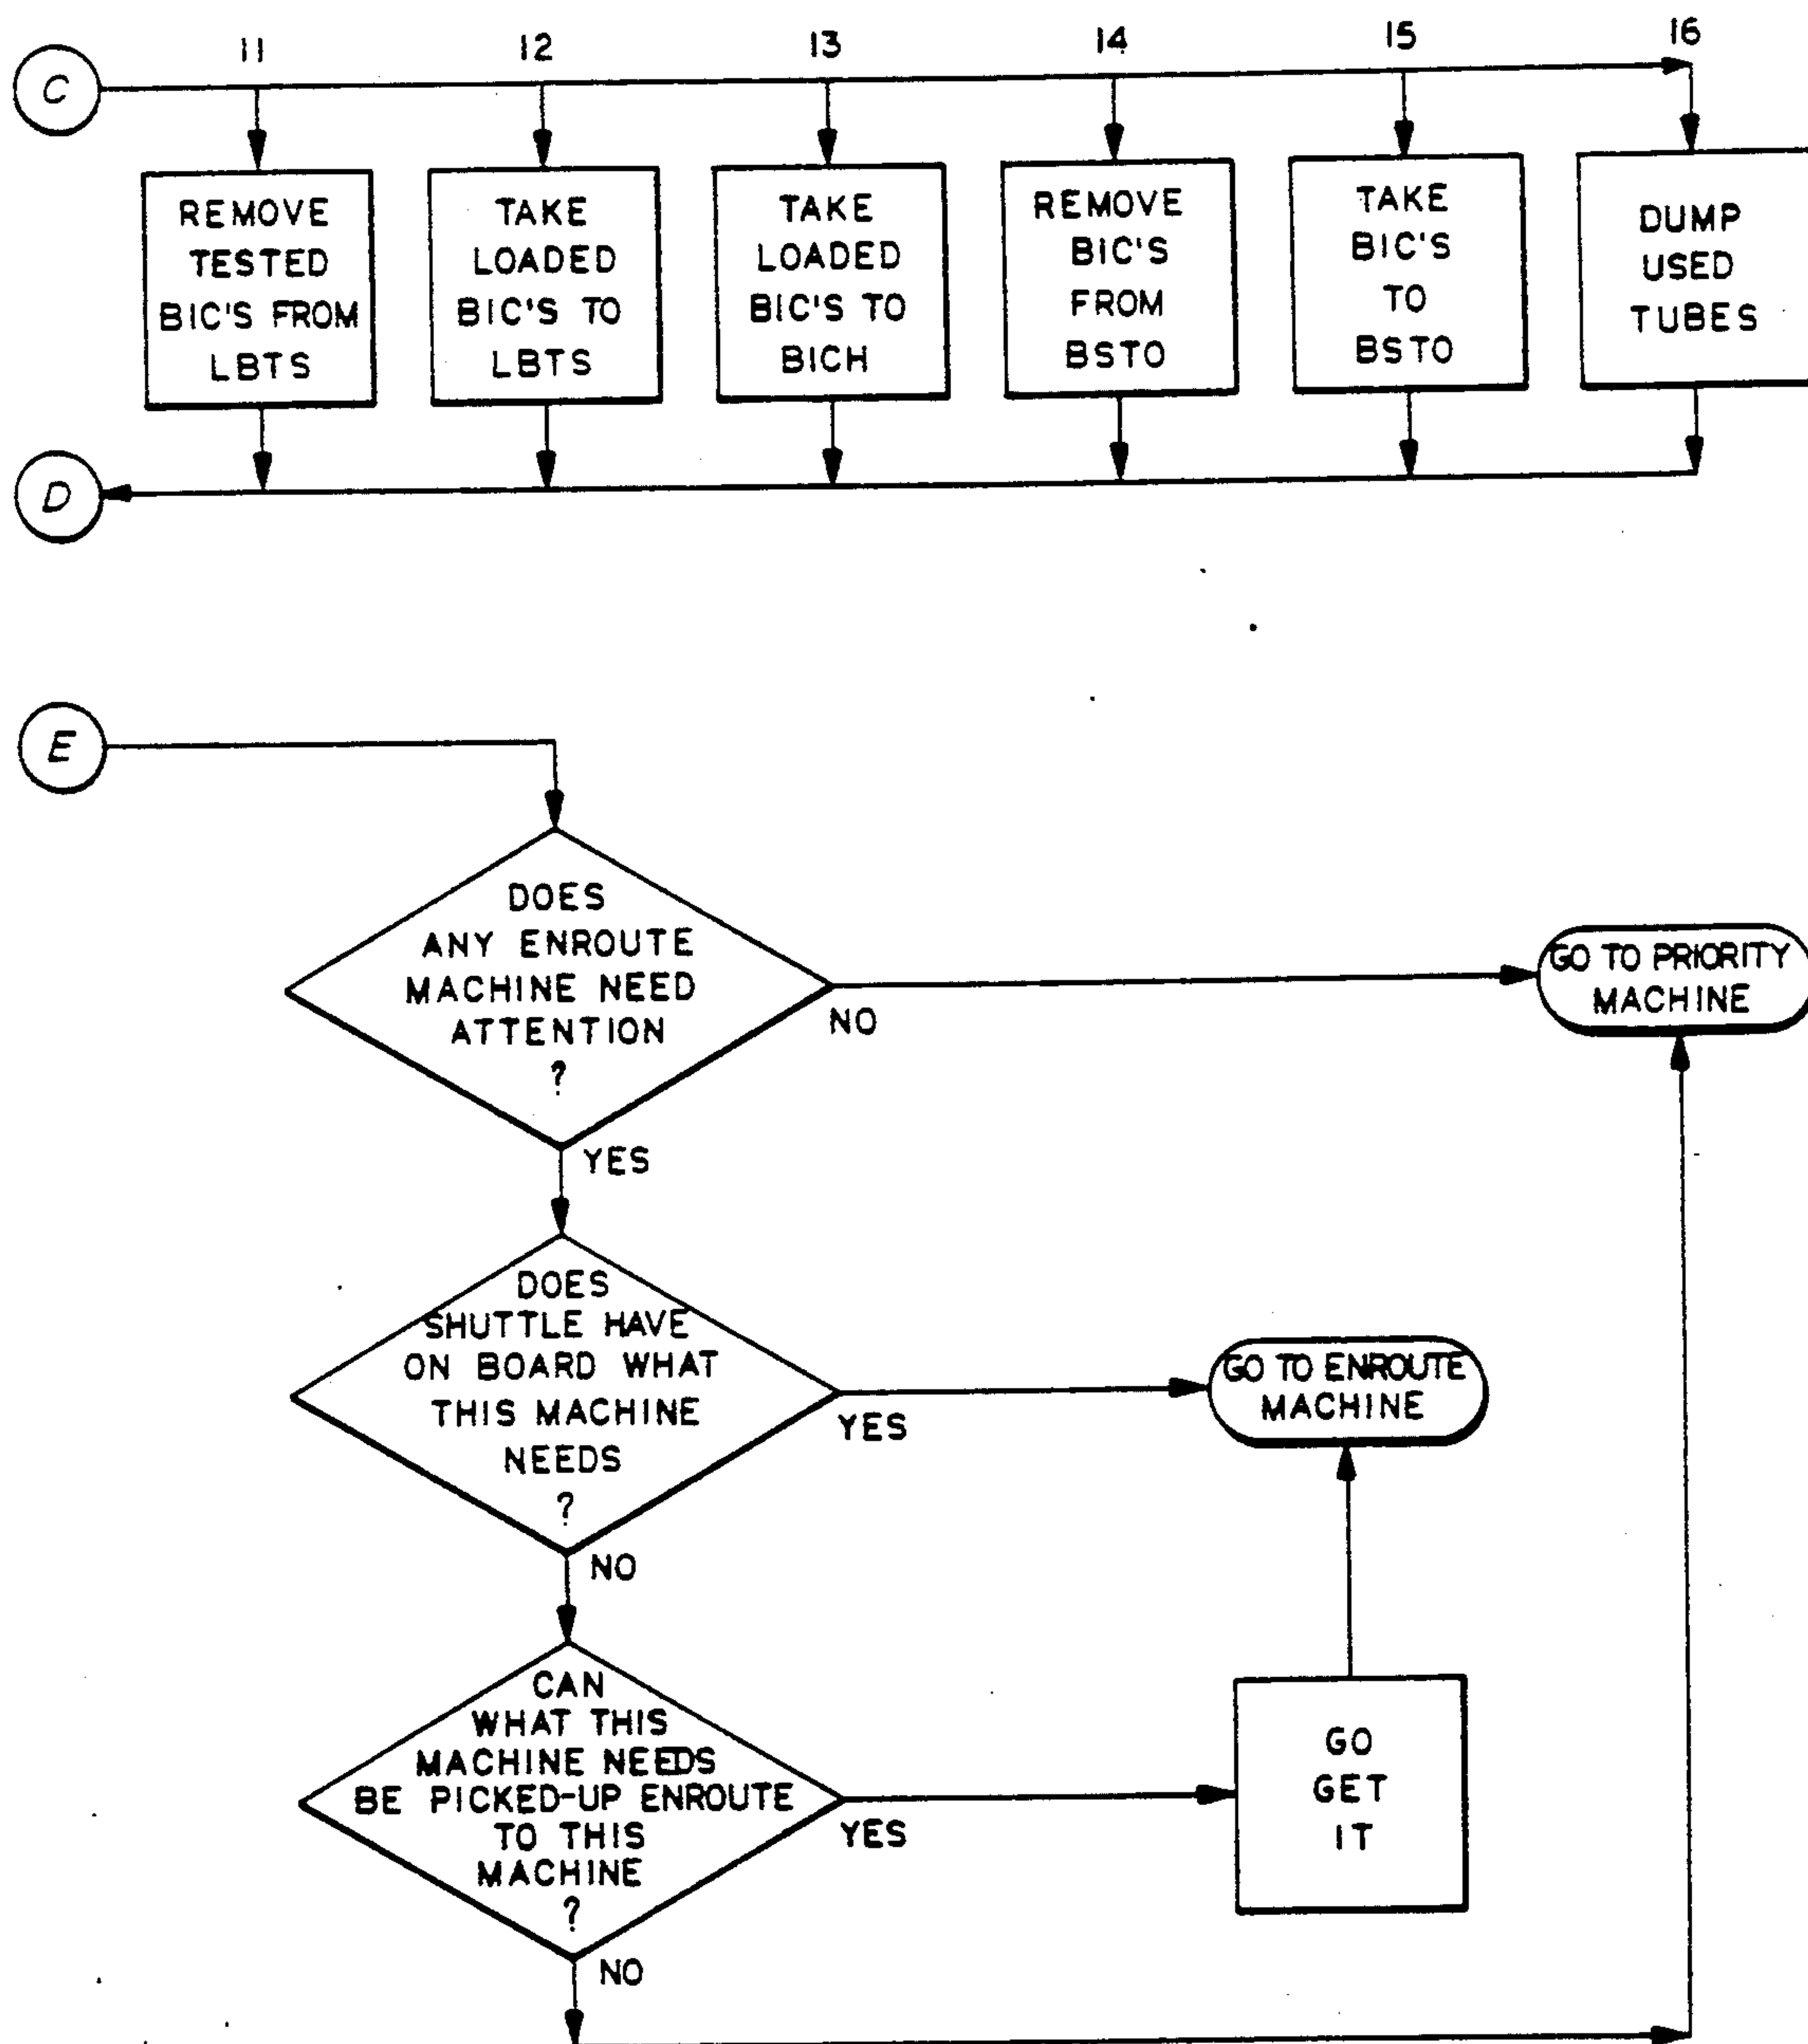 C
11
12
13
14
15
16
REMOVE
TESTED
BIC'S FROM
LBTS
TAKE
LOADED
BIC'S TO
LBTS
TAKE
LOADED
BIC'S TO
BICH
REMOVE
BIC'S
FROM
BSTO
TAKE
BIC'S
TO
BSTO
DUMP
USED
TUBES
D
E
DOES
ANY ENROUTE
MACHINE NEED
ATTENTION
?
NO
GO TO PRIORITY
MACHINE
YES
DOES
SHUTTLE HAVE
ON BOARD WHAT
THIS MACHINE
NEEDS
?
YES
GO TO ENROUTE
MACHINE
NO
CAN
WHAT THIS
MACHINE NEEDS
BE PICKED-UP ENROUTE
TO THIS
MACHINE
?
YES
GO
GET
IT
NO